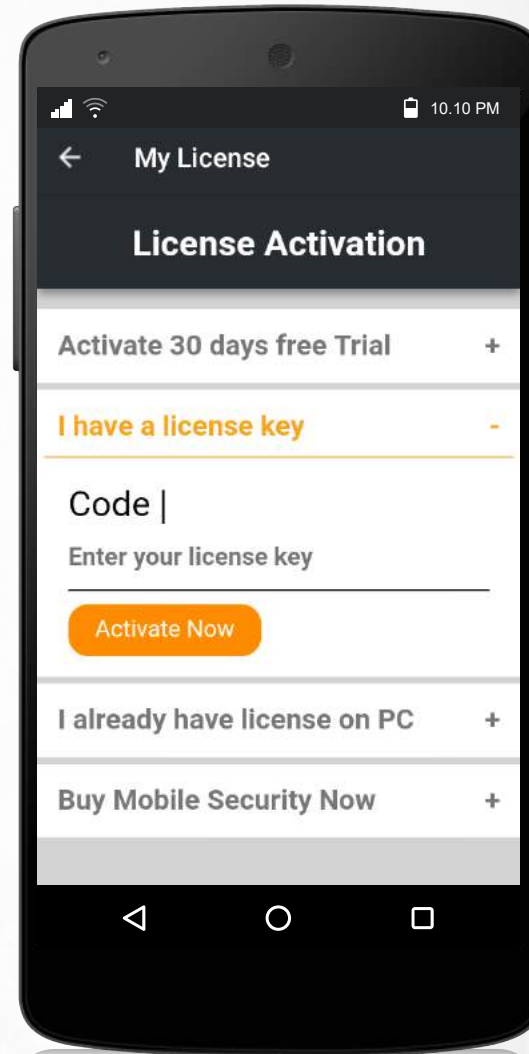 10.10 PM
My License
License Activation
Activate 30 days free Trial +
I have a license key -
Code |
Enter your license key
Activate Now
I already have license on PC +
Buy Mobile Security Now +